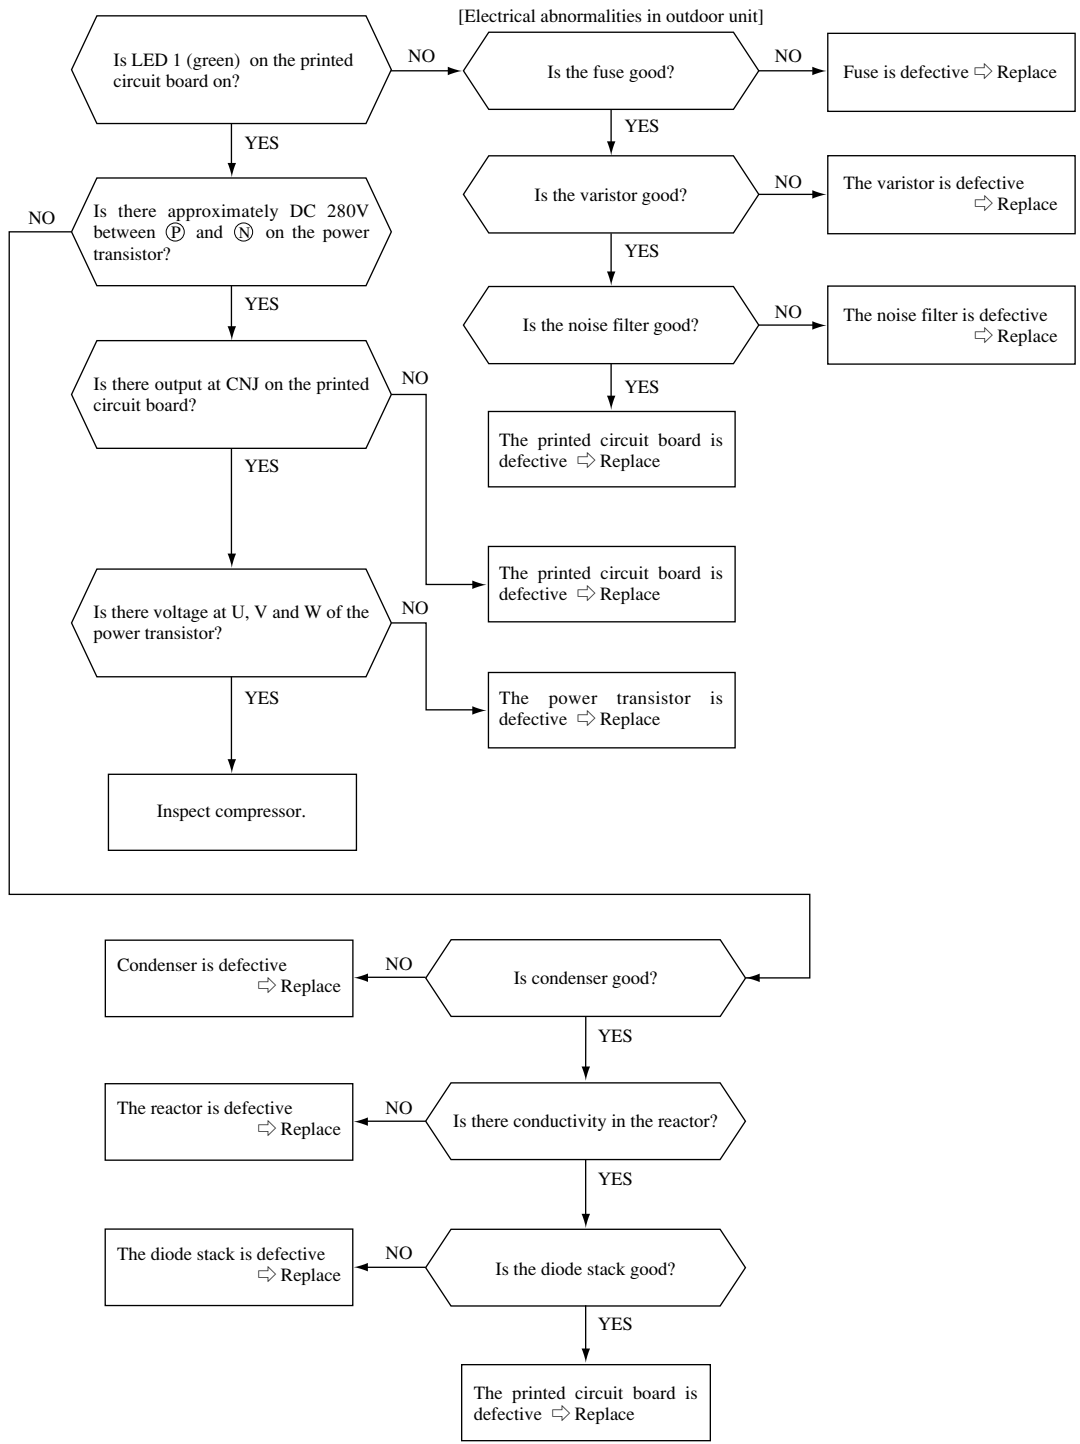 [Electrical abnormalities in outdoor unit]
Is LED 1 (green) on the printed
circuit board on?
NO
Is the fuse good?
NO
Fuse is defective ⇨ Replace
YES
YES
Is the varistor good?
NO
The varistor is defective
⇨ Replace
NO
Is there approximately DC 280V
between Ⓟ and Ⓝ on the power
transistor?
YES
YES
Is the noise filter good?
NO
The noise filter is defective
⇨ Replace
Is there output at CNJ on the printed
circuit board?
NO
YES
The printed circuit board is
defective ⇨ Replace
YES
The printed circuit board is
defective ⇨ Replace
Is there voltage at U, V and W of the
power transistor?
NO
The power transistor is
defective ⇨ Replace
YES
Inspect compressor.
Condenser is defective
⇨ Replace
NO
Is condenser good?
YES
The reactor is defective
⇨ Replace
NO
Is there conductivity in the reactor?
YES
The diode stack is defective
⇨ Replace
NO
Is the diode stack good?
YES
The printed circuit board is
defective ⇨ Replace